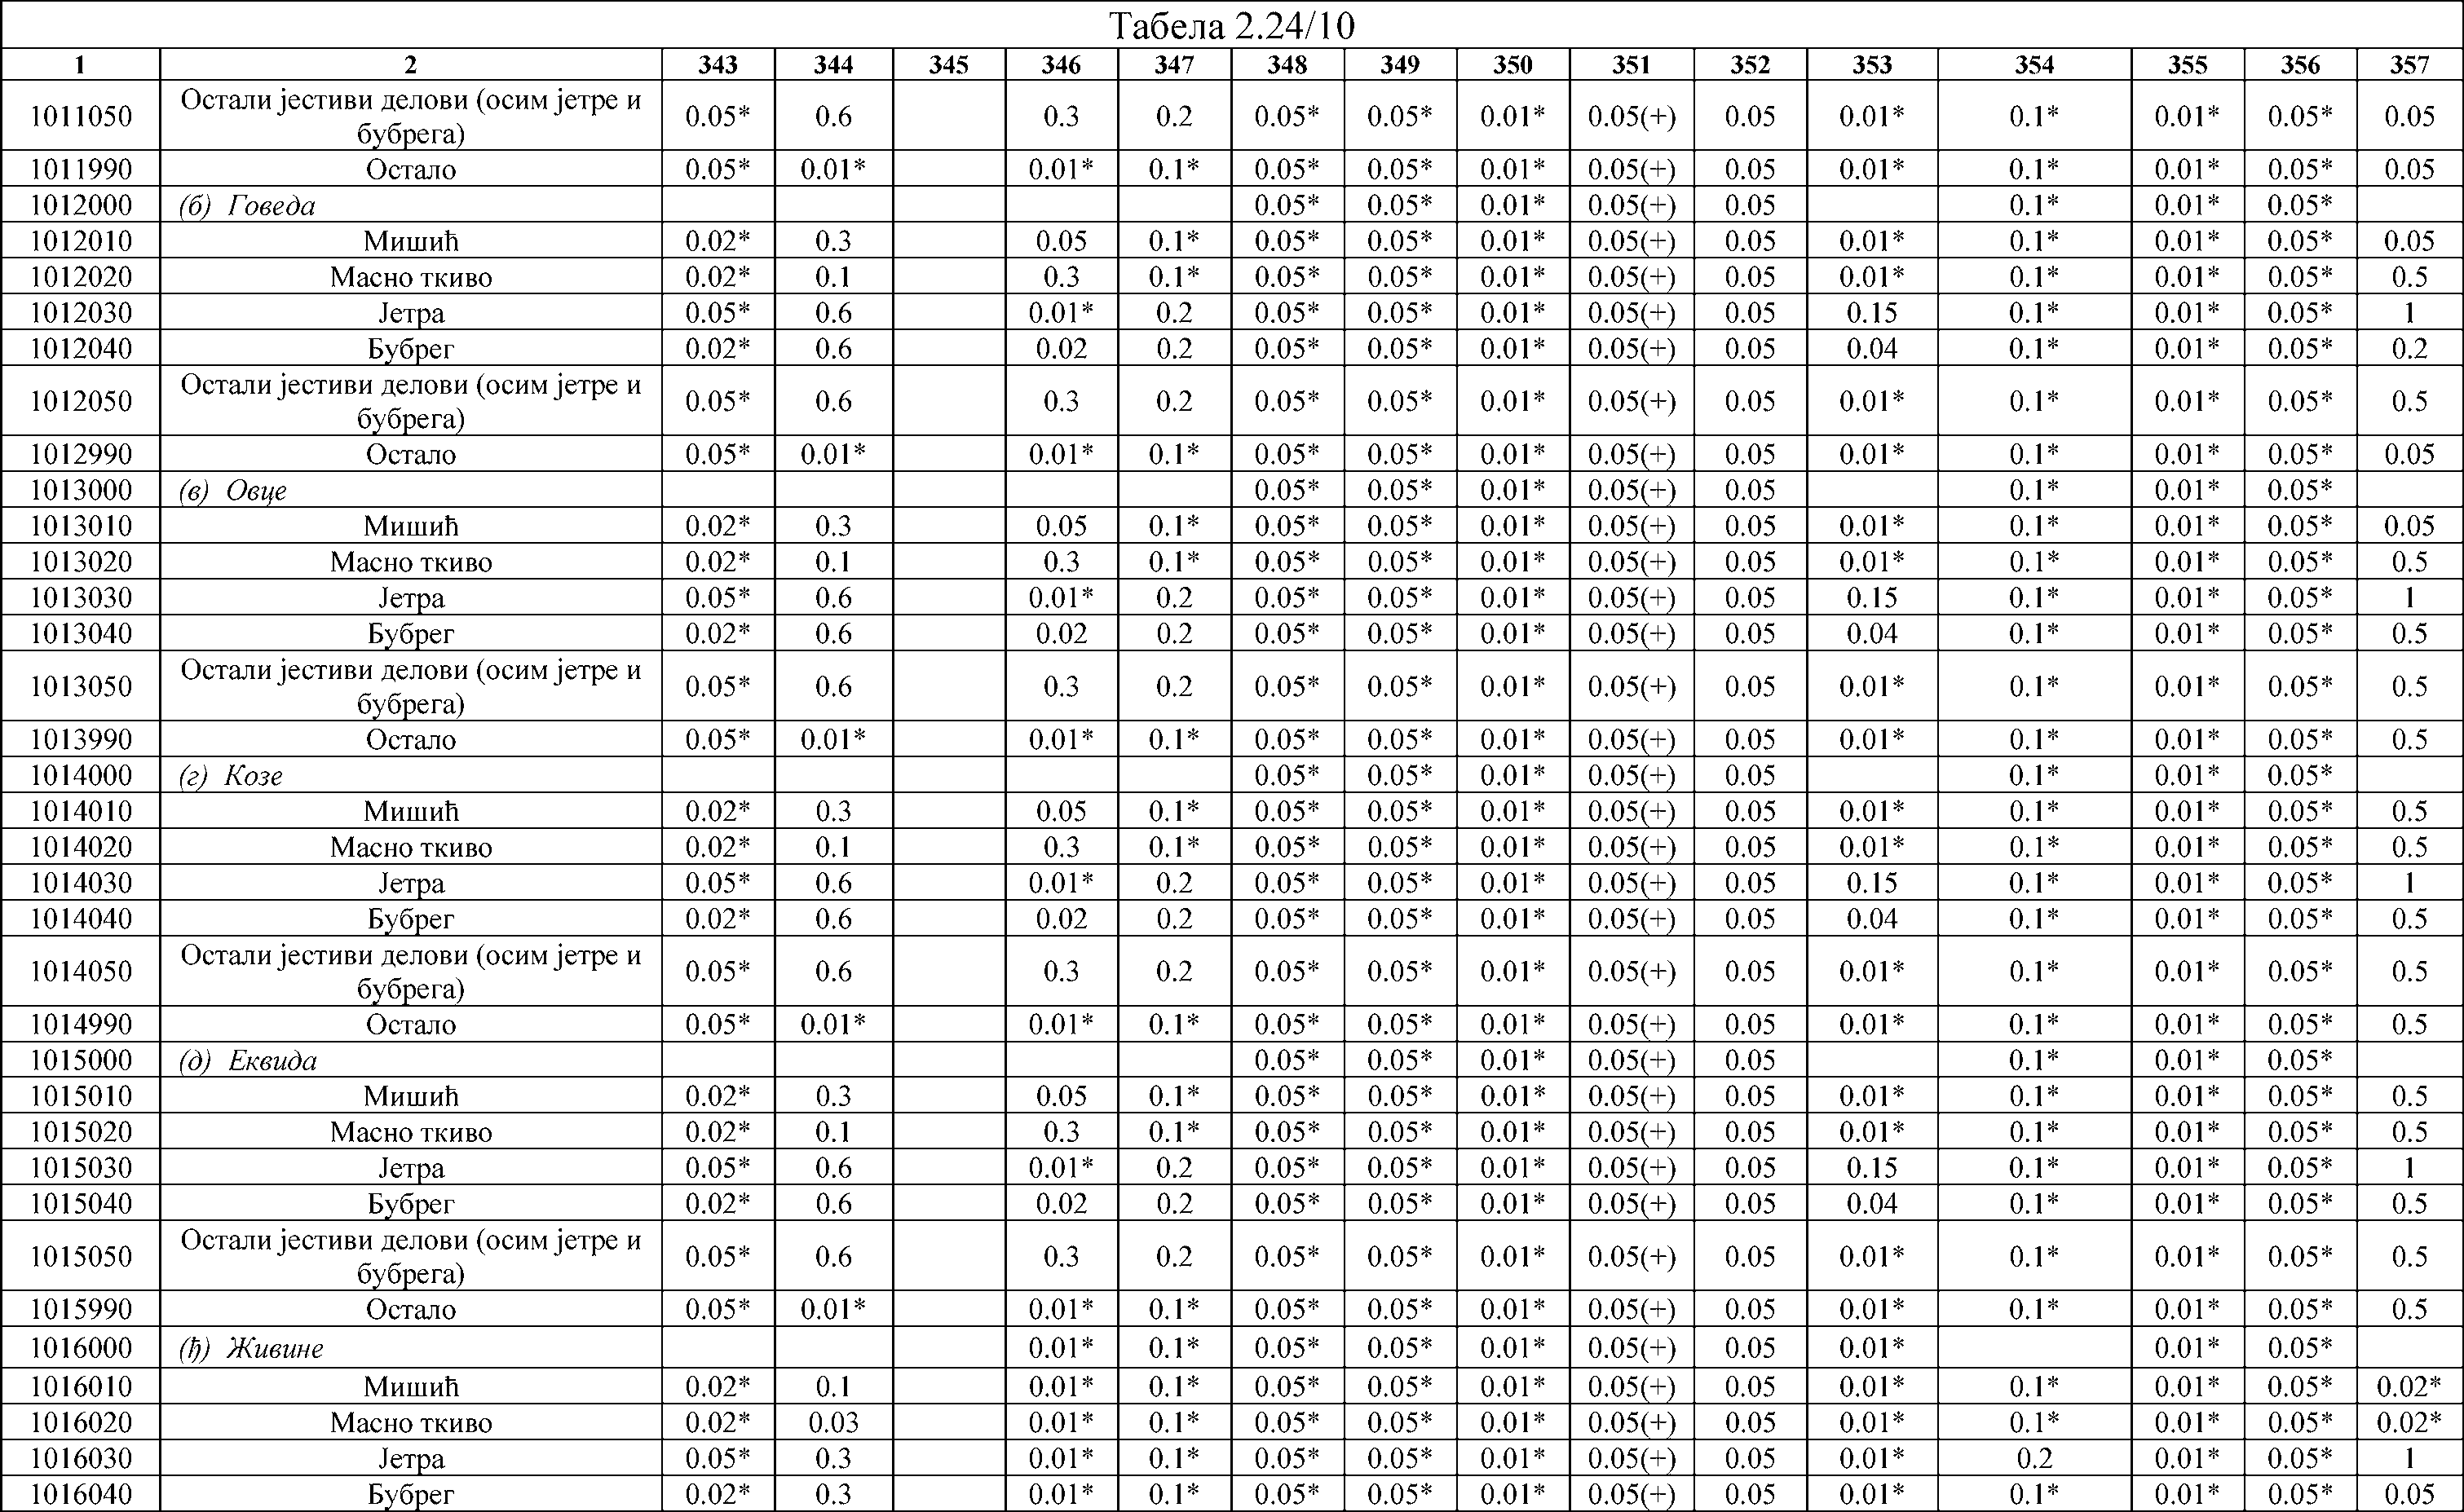 Табела 2.24/10
1 2 343 344 345 346 347 348 349 350 351 352 353 354 355 356 357
1011050 Остали јестиви делови (осим јетре и бубрега) 0.05* 0.6 0.3 0.2 0.05* 0.05* 0.01* 0.05(+) 0.05 0.01* 0.1* 0.01* 0.05* 0.05
1011990 Остало 0.05* 0.01* 0.01* 0.1* 0.05* 0.05* 0.01* 0.05(+) 0.05 0.01* 0.1* 0.01* 0.05* 0.05
1012000 (б) Говеда 0.05* 0.05* 0.01* 0.05(+) 0.05 0.1* 0.01* 0.05*
1012010 Мишић 0.02* 0.3 0.05 0.1* 0.05* 0.05* 0.01* 0.05(+) 0.05 0.01* 0.1* 0.01* 0.05* 0.05
1012020 Масно ткиво 0.02* 0.1 0.3 0.1* 0.05* 0.05* 0.01* 0.05(+) 0.05 0.01* 0.1* 0.01* 0.05* 0.5
1012030 Јетра 0.05* 0.6 0.01* 0.2 0.05* 0.05* 0.01* 0.05(+) 0.05 0.15 0.1* 0.01* 0.05* 1
1012040 Бубрег 0.02* 0.6 0.02 0.2 0.05* 0.05* 0.01* 0.05(+) 0.05 0.04 0.1* 0.01* 0.05* 0.2
1012050 Остали јестиви делови (осим јетре и бубрега) 0.05* 0.6 0.3 0.2 0.05* 0.05* 0.01* 0.05(+) 0.05 0.01* 0.1* 0.01* 0.05* 0.5
1012990 Остало 0.05* 0.01* 0.01* 0.1* 0.05* 0.05* 0.01* 0.05(+) 0.05 0.01* 0.1* 0.01* 0.05* 0.05
1013000 (в) Овце 0.05* 0.05* 0.01* 0.05(+) 0.05 0.1* 0.01* 0.05*
1013010 Мишић 0.02* 0.3 0.05 0.1* 0.05* 0.05* 0.01* 0.05(+) 0.05 0.01* 0.1* 0.01* 0.05* 0.05
1013020 Масно ткиво 0.02* 0.1 0.3 0.1* 0.05* 0.05* 0.01* 0.05(+) 0.05 0.01* 0.1* 0.01* 0.05* 0.5
1013030 Јетра 0.05* 0.6 0.01* 0.2 0.05* 0.05* 0.01* 0.05(+) 0.05 0.15 0.1* 0.01* 0.05* 1
1013040 Бубрег 0.02* 0.6 0.02 0.2 0.05* 0.05* 0.01* 0.05(+) 0.05 0.04 0.1* 0.01* 0.05* 0.5
1013050 Остали јестиви делови (осим јетре и бубрега) 0.05* 0.6 0.3 0.2 0.05* 0.05* 0.01* 0.05(+) 0.05 0.01* 0.1* 0.01* 0.05* 0.5
1013990 Остало 0.05* 0.01* 0.01* 0.1* 0.05* 0.05* 0.01* 0.05(+) 0.05 0.01* 0.1* 0.01* 0.05* 0.5
1014000 (г) Козе 0.05* 0.05* 0.01* 0.05(+) 0.05 0.1* 0.01* 0.05*
1014010 Мишић 0.02* 0.3 0.05 0.1* 0.05* 0.05* 0.01* 0.05(+) 0.05 0.01* 0.1* 0.01* 0.05* 0.5
1014020 Масно ткиво 0.02* 0.1 0.3 0.1* 0.05* 0.05* 0.01* 0.05(+) 0.05 0.01* 0.1* 0.01* 0.05* 0.5
1014030 Јетра 0.05* 0.6 0.01* 0.2 0.05* 0.05* 0.01* 0.05(+) 0.05 0.15 0.1* 0.01* 0.05* 1
1014040 Бубрег 0.02* 0.6 0.02 0.2 0.05* 0.05* 0.01* 0.05(+) 0.05 0.04 0.1* 0.01* 0.05* 0.5
1014050 Остали јестиви делови (осим јетре и бубрега) 0.05* 0.6 0.3 0.2 0.05* 0.05* 0.01* 0.05(+) 0.05 0.01* 0.1* 0.01* 0.05* 0.5
1014990 Остало 0.05* 0.01* 0.01* 0.1* 0.05* 0.05* 0.01* 0.05(+) 0.05 0.01* 0.1* 0.01* 0.05* 0.5
1015000 (д) Еквида 0.05* 0.05* 0.01* 0.05(+) 0.05 0.1* 0.01* 0.05*
1015010 Мишић 0.02* 0.3 0.05 0.1* 0.05* 0.05* 0.01* 0.05(+) 0.05 0.01* 0.1* 0.01* 0.05* 0.5
1015020 Масно ткиво 0.02* 0.1 0.3 0.1* 0.05* 0.05* 0.01* 0.05(+) 0.05 0.01* 0.1* 0.01* 0.05* 0.5
1015030 Јетра 0.05* 0.6 0.01* 0.2 0.05* 0.05* 0.01* 0.05(+) 0.05 0.15 0.1* 0.01* 0.05* 1
1015040 Бубрег 0.02* 0.6 0.02 0.2 0.05* 0.05* 0.01* 0.05(+) 0.05 0.04 0.1* 0.01* 0.05* 0.5
1015050 Остали јестиви делови (осим јетре и бубрега) 0.05* 0.6 0.3 0.2 0.05* 0.05* 0.01* 0.05(+) 0.05 0.01* 0.1* 0.01* 0.05* 0.5
1015990 Остало 0.05* 0.01* 0.01* 0.1* 0.05* 0.05* 0.01* 0.05(+) 0.05 0.01* 0.1* 0.01* 0.05* 0.5
1016000 (ђ) Живине 0.01* 0.1* 0.05* 0.05* 0.01* 0.05(+) 0.05 0.01* 0.01* 0.05*
1016010 Мишић 0.02* 0.1 0.01* 0.1* 0.05* 0.05* 0.01* 0.05(+) 0.05 0.01* 0.1* 0.01* 0.05* 0.02*
1016020 Масно ткиво 0.02* 0.03 0.01* 0.1* 0.05* 0.05* 0.01* 0.05(+) 0.05 0.01* 0.1* 0.01* 0.05* 0.02*
1016030 Јетра 0.05* 0.3 0.01* 0.1* 0.05* 0.05* 0.01* 0.05(+) 0.05 0.01* 0.2 0.01* 0.05* 1
1016040 Бубрег 0.02* 0.3 0.01* 0.1* 0.05* 0.05* 0.01* 0.05(+) 0.05 0.01* 0.1* 0.01* 0.05* 0.05